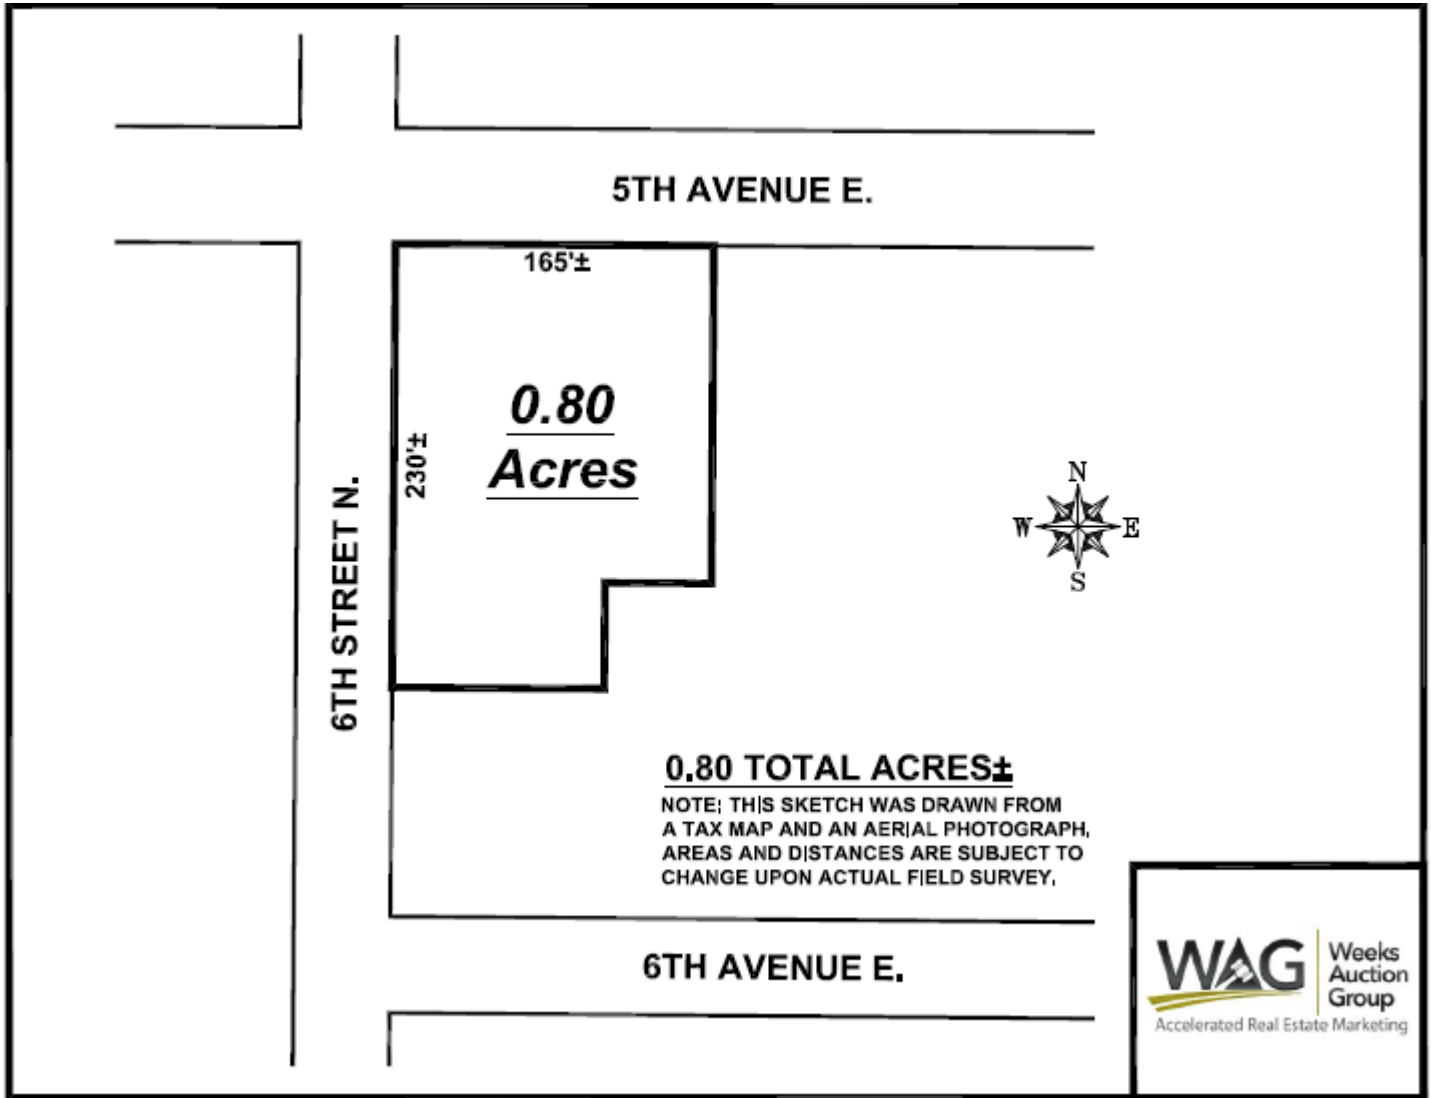 5TH AVENUE E.
165'±
0.80
Acres
230'±
6TH STREET N.
N
W
E
S
0.80 TOTAL ACRES±
NOTE: THIS SKETCH WAS DRAWN FROM
A TAX MAP AND AN AERIAL PHOTOGRAPH.
AREAS AND DISTANCES ARE SUBJECT TO
CHANGE UPON ACTUAL FIELD SURVEY.
6TH AVENUE E.
WAG
Weeks
Auction
Group
Accelerated Real Estate Marketing